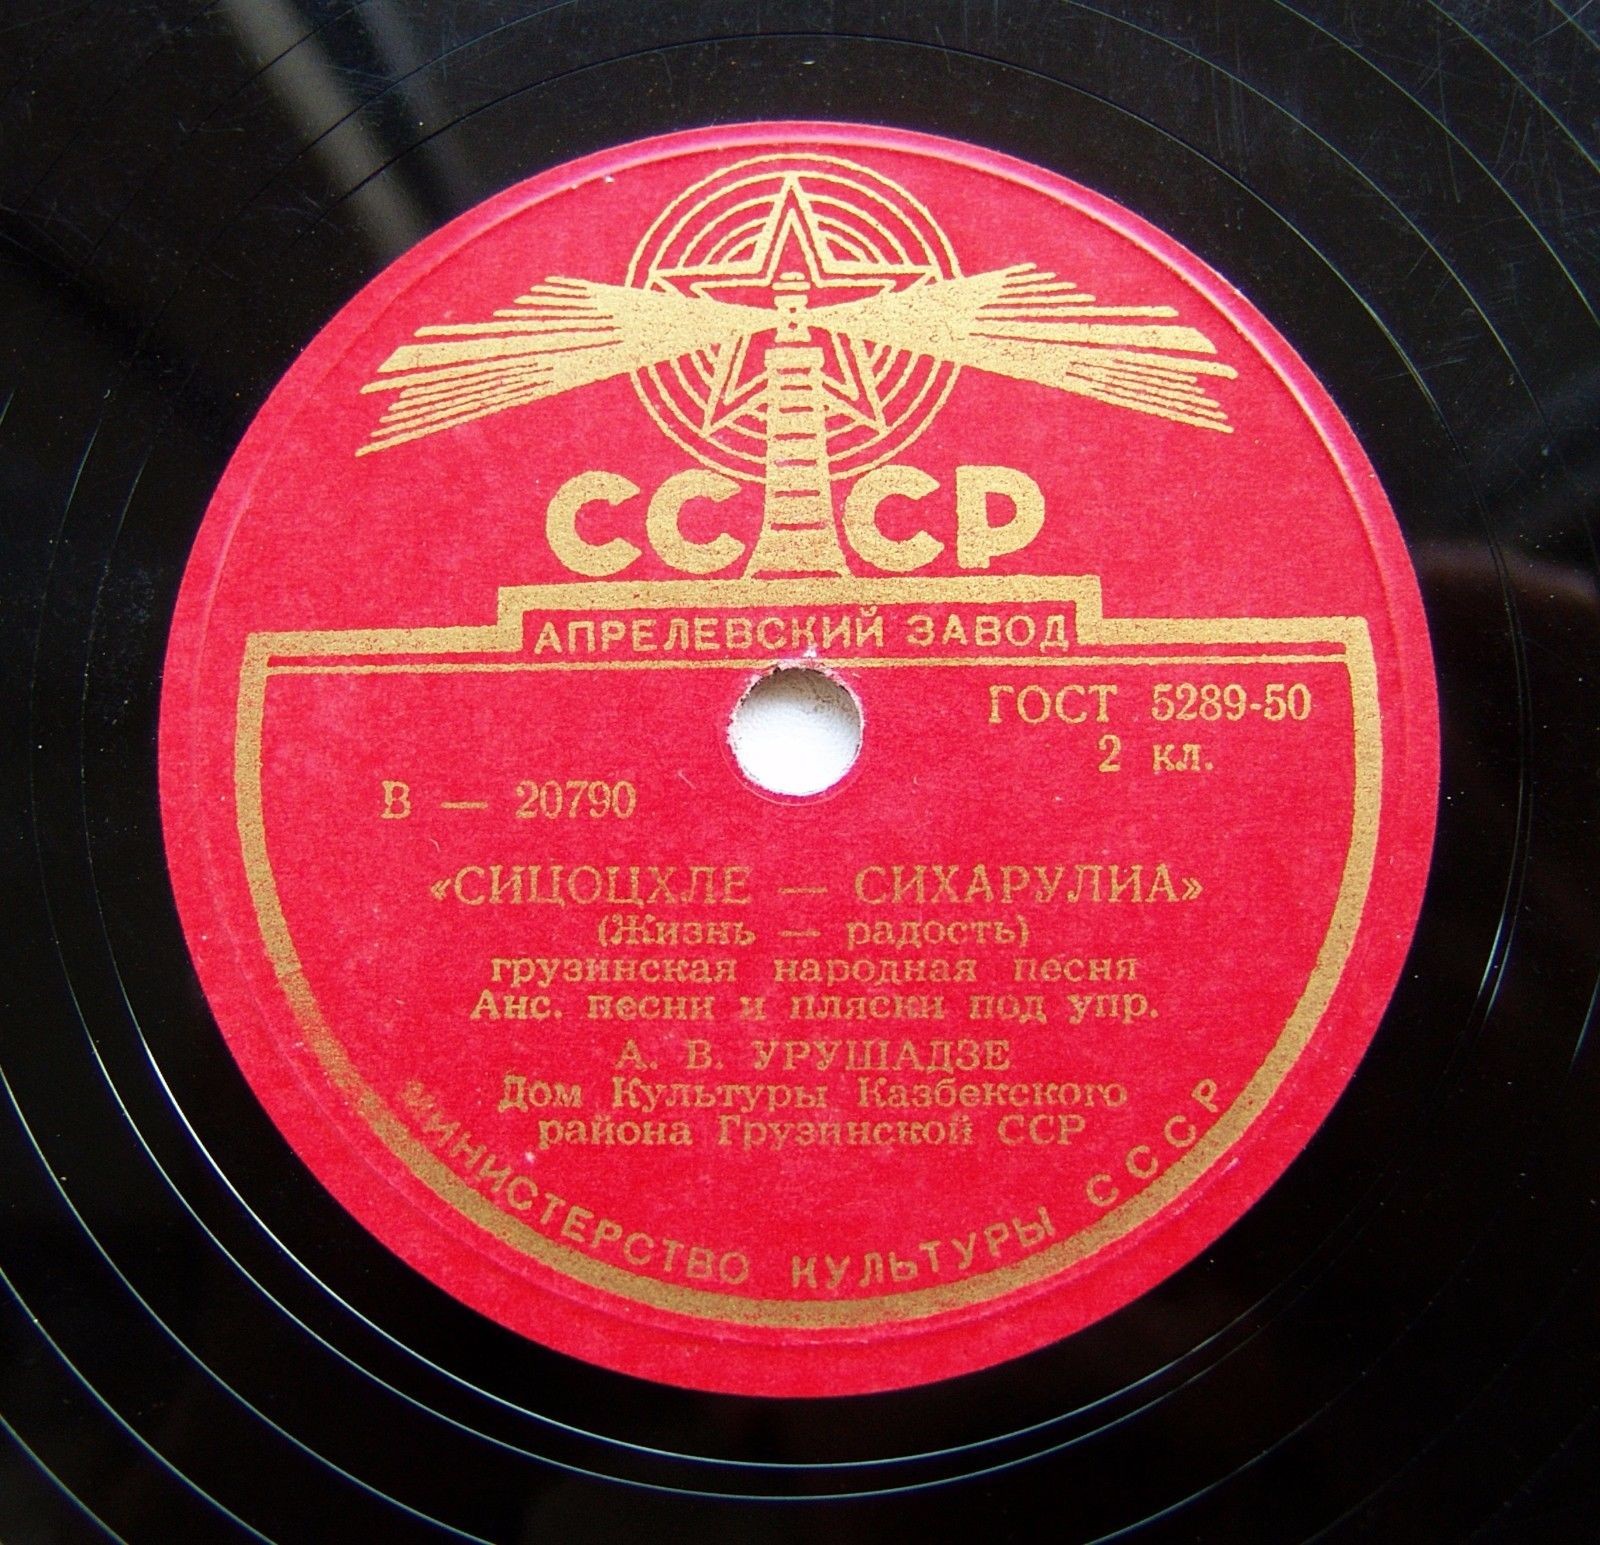 СССР
АПРЕЛЕВСКИЙ ЗАВОД
ГОСТ 5289-50
2 кл.
В — 20790
«СИЦОЦХЛЕ — СИХАРУЛИА»
(Жизнь — радость)
грузинская народная песня
Анс. песни и пляски под упр.
А. В. УРУШАДЗЕ
Дом Культуры Казбекского
района Грузинской ССР
МИНИСТЕРСТВО КУЛЬТУРЫ СССР